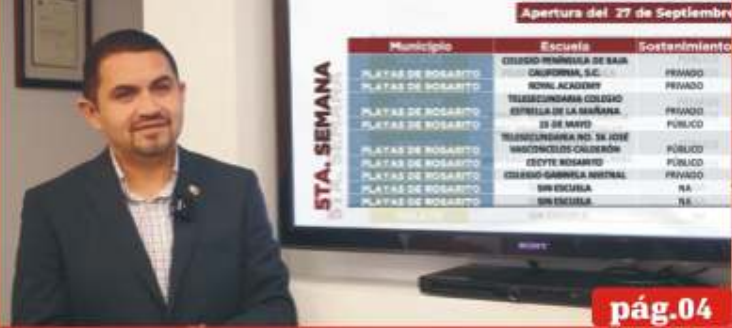 Apertura del 27 de Septiembre
Municipio Escuela Sostenimiento
5TA. SEMANA
COLEGIO PENÍNSULA DE BAJA
PLAYAS DE ROSARITO CALIFORNIA, S.C. PRIVADO
PLAYAS DE ROSARITO ROYAL ACADEMY PRIVADO
TELESECUNDARIA COLEGIO
PLAYAS DE ROSARITO ESTRELLA DE LA MAÑANA PRIVADO
PLAYAS DE ROSARITO 25 DE MAYO PÚBLICO
TELESECUNDARIA NO. 56 JOSÉ
PLAYAS DE ROSARITO VASCONCELOS CALDERÓN PÚBLICO
PLAYAS DE ROSARITO CECYTE ROSARITO PÚBLICO
PLAYAS DE ROSARITO COLEGIO GABRIELA MISTRAL PRIVADO
PLAYAS DE ROSARITO SIN ESCUELA NA
PLAYAS DE ROSARITO SIN ESCUELA NA
SONY
pág.04